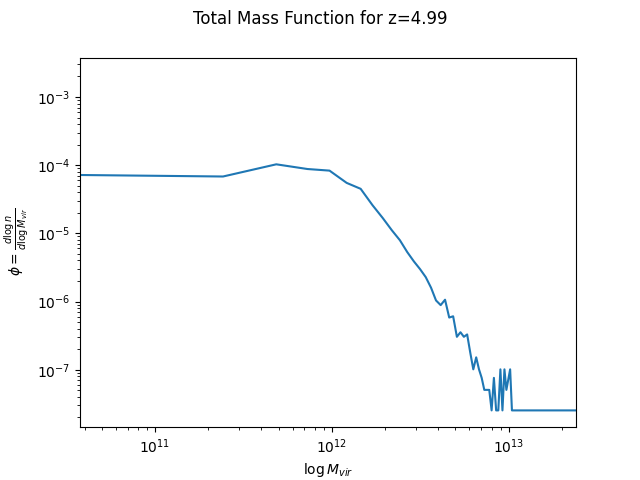 Total Mass Function for z=4.99
10⁻³
10⁻⁴
10⁻⁵
10⁻⁶
10⁻⁷
ϕ = d log n / d log M_vir
10¹¹
10¹²
10¹³
log M_vir